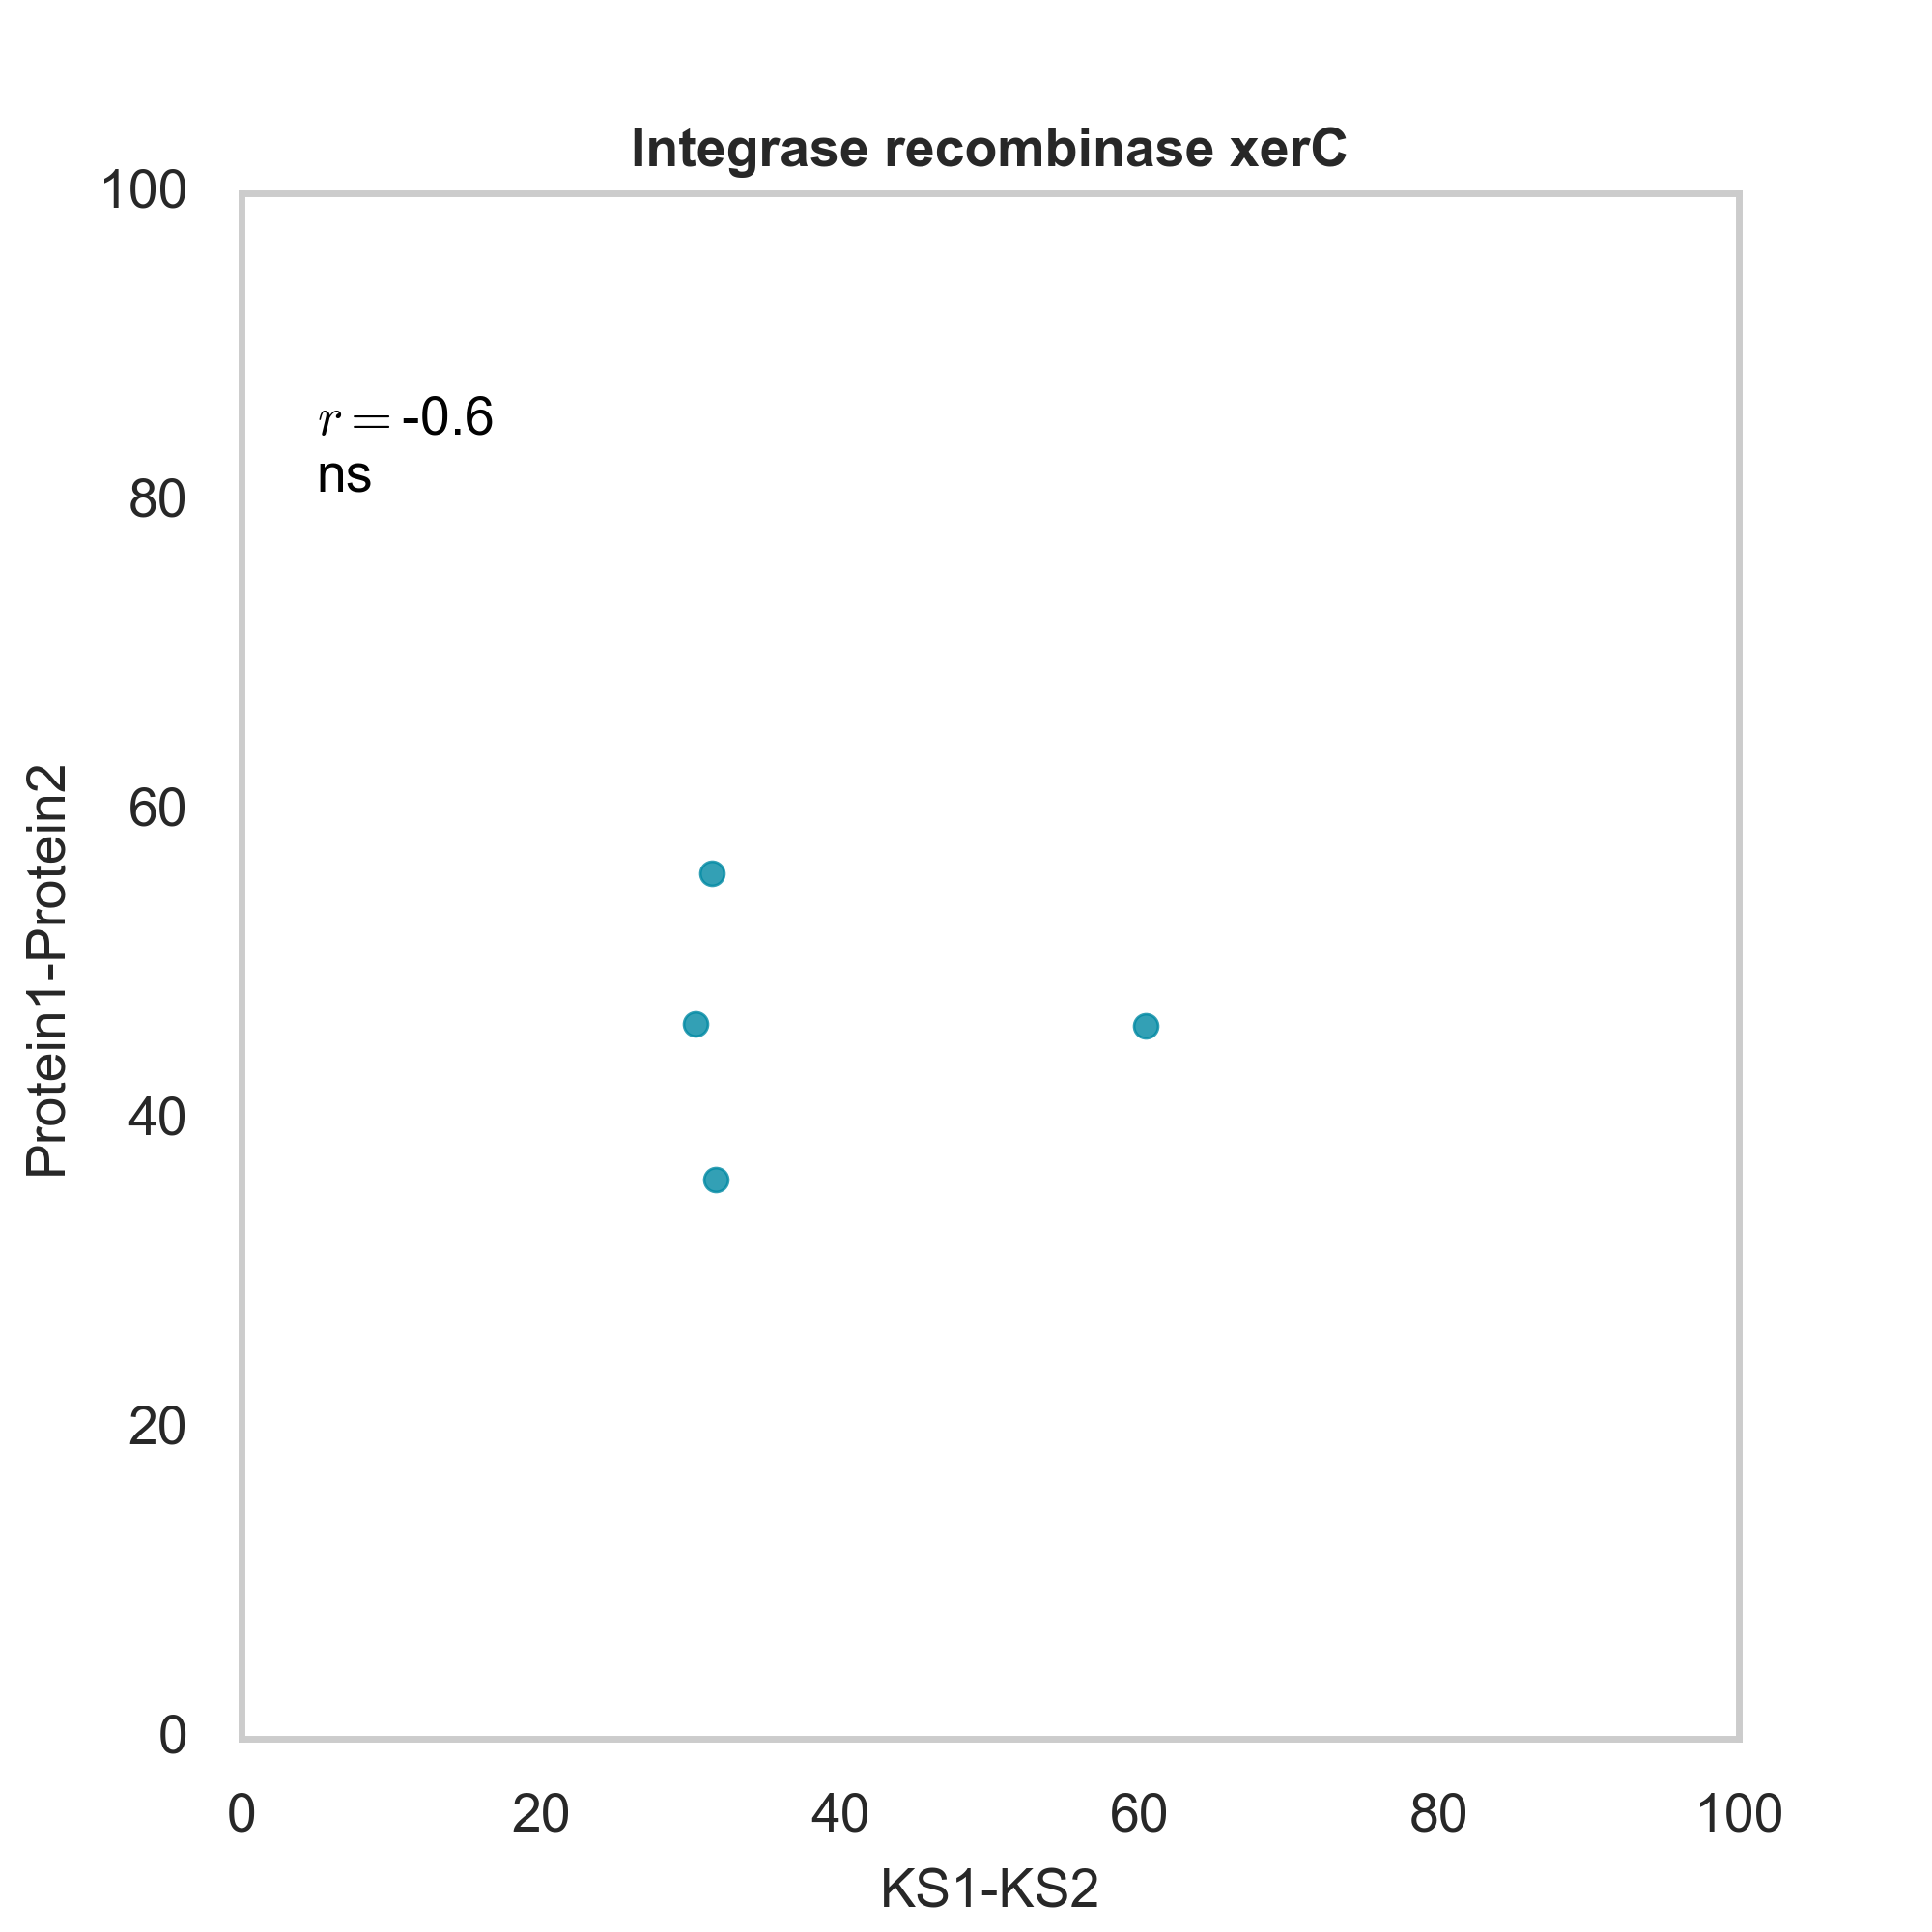 Integrase recombinase xerC
100
r = -0.6
ns
80
60
40
20
0
Protein1-Protein2
0 20 40 60 80 100
KS1-KS2